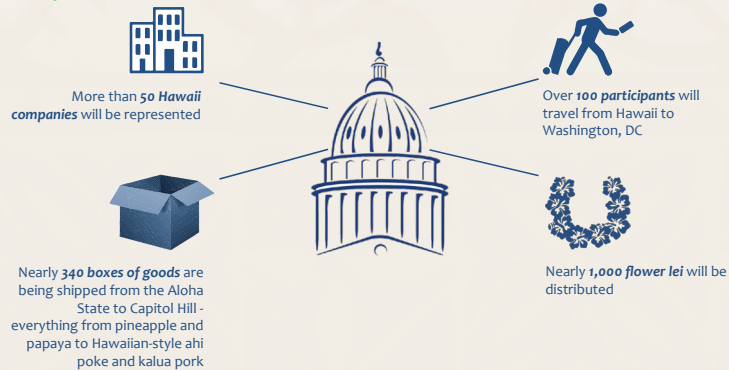 More than 50 Hawaii
companies will be represented
Over 100 participants will
travel from Hawaii to
Washington, DC
Nearly 340 boxes of goods are
being shipped from the Aloha
State to Capitol Hill -
everything from pineapple and
papaya to Hawaiian-style ahi
poke and kalua pork
Nearly 1,000 flower lei will be
distributed